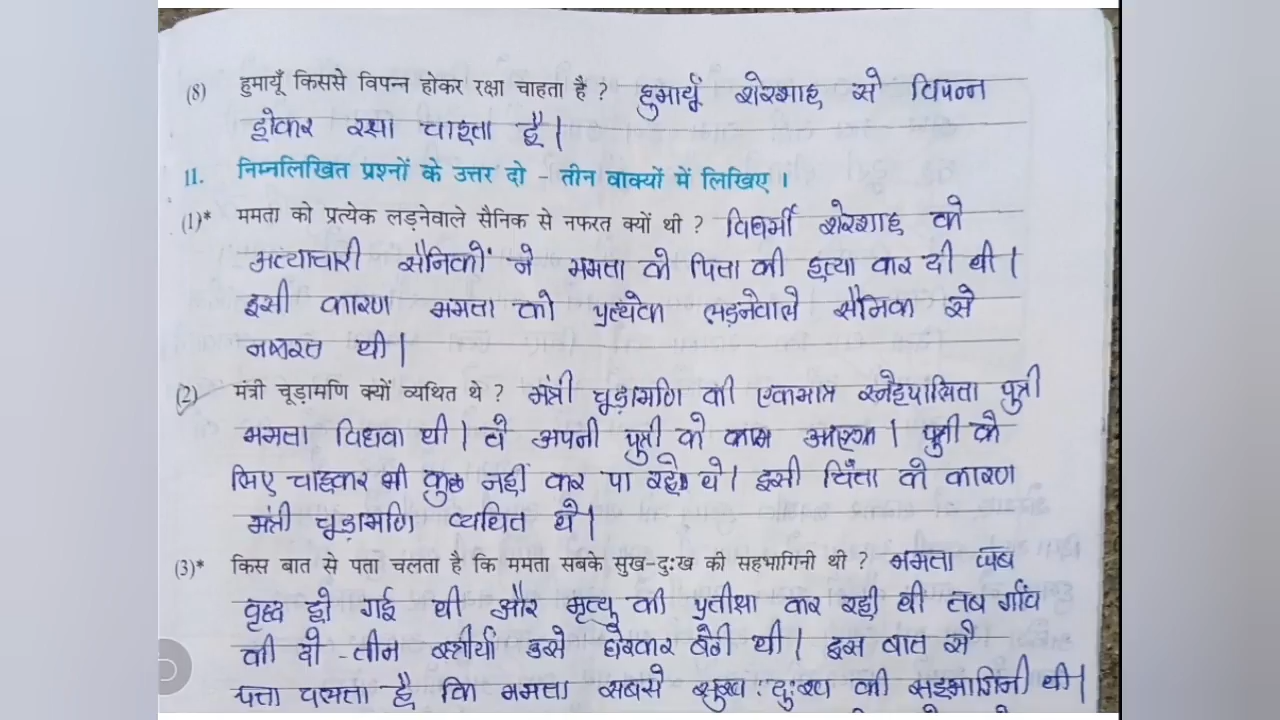 (8) हुमायूँ किससे विपन्न होकर रक्षा चाहता है ? हुमायूँ शेरशाह से विपन्न
होकर रक्षा चाहता है।
II. निम्नलिखित प्रश्नों के उत्तर दो - तीन वाक्यों में लिखिए ।
(1)* ममता को प्रत्येक लड़नेवाले सैनिक से नफरत क्यों थी ? विधर्मी शेरशाह के
अत्याचारी सैनिकों ने ममता के पिता की हत्या कर दी थी।
इसी कारण ममता को प्रत्येक लड़नेवाले सैनिक से
नफरत थी।
(2) मंत्री चूड़ामणि क्यों व्यथित थे ? मंत्री चूड़ामणि की एकमात्र स्नेहपालिता पुत्री
ममता विधवा थी। वे अपनी पुत्री के काम । पुत्री के
लिए चाहकर भी कुछ नहीं कर पा रहे थे। इसी चिंता के कारण
मंत्री चूड़ामणि व्यथित थे।
(3)* किस बात से पता चलता है कि ममता सबके सुख-दुःख की सहभागिनी थी ? ममता जब
वृद्ध हो गई थी और मृत्यु की प्रतीक्षा कर रही थी तब गाँव
की दो - तीन स्त्रीयाँ उसे घेरकर बैठी थी। इस बात से
पता चलता है कि ममता सबसे सुख : दुःख की सहभागिनी थी।